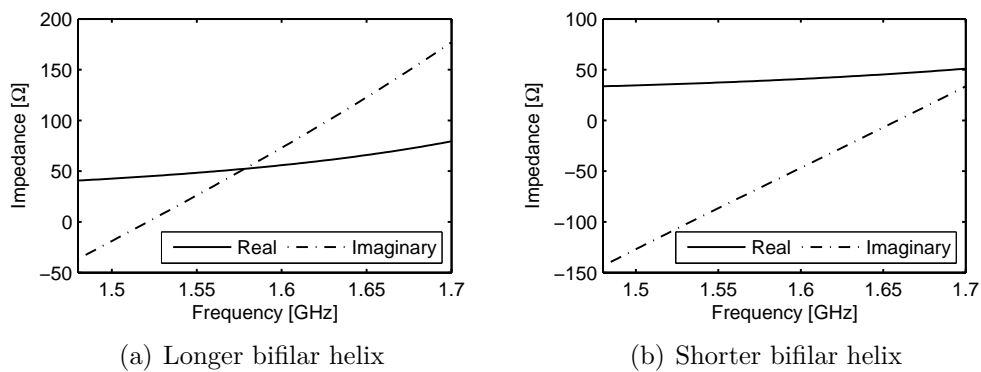 200
150
100
50
0
−50
Impedance [Ω]
1.5
1.55
1.6
1.65
1.7
Frequency [GHz]
Real
Imaginary
(a) Longer bifilar helix
100
50
0
−50
−100
−150
Impedance [Ω]
1.5
1.55
1.6
1.65
1.7
Frequency [GHz]
Real
Imaginary
(b) Shorter bifilar helix